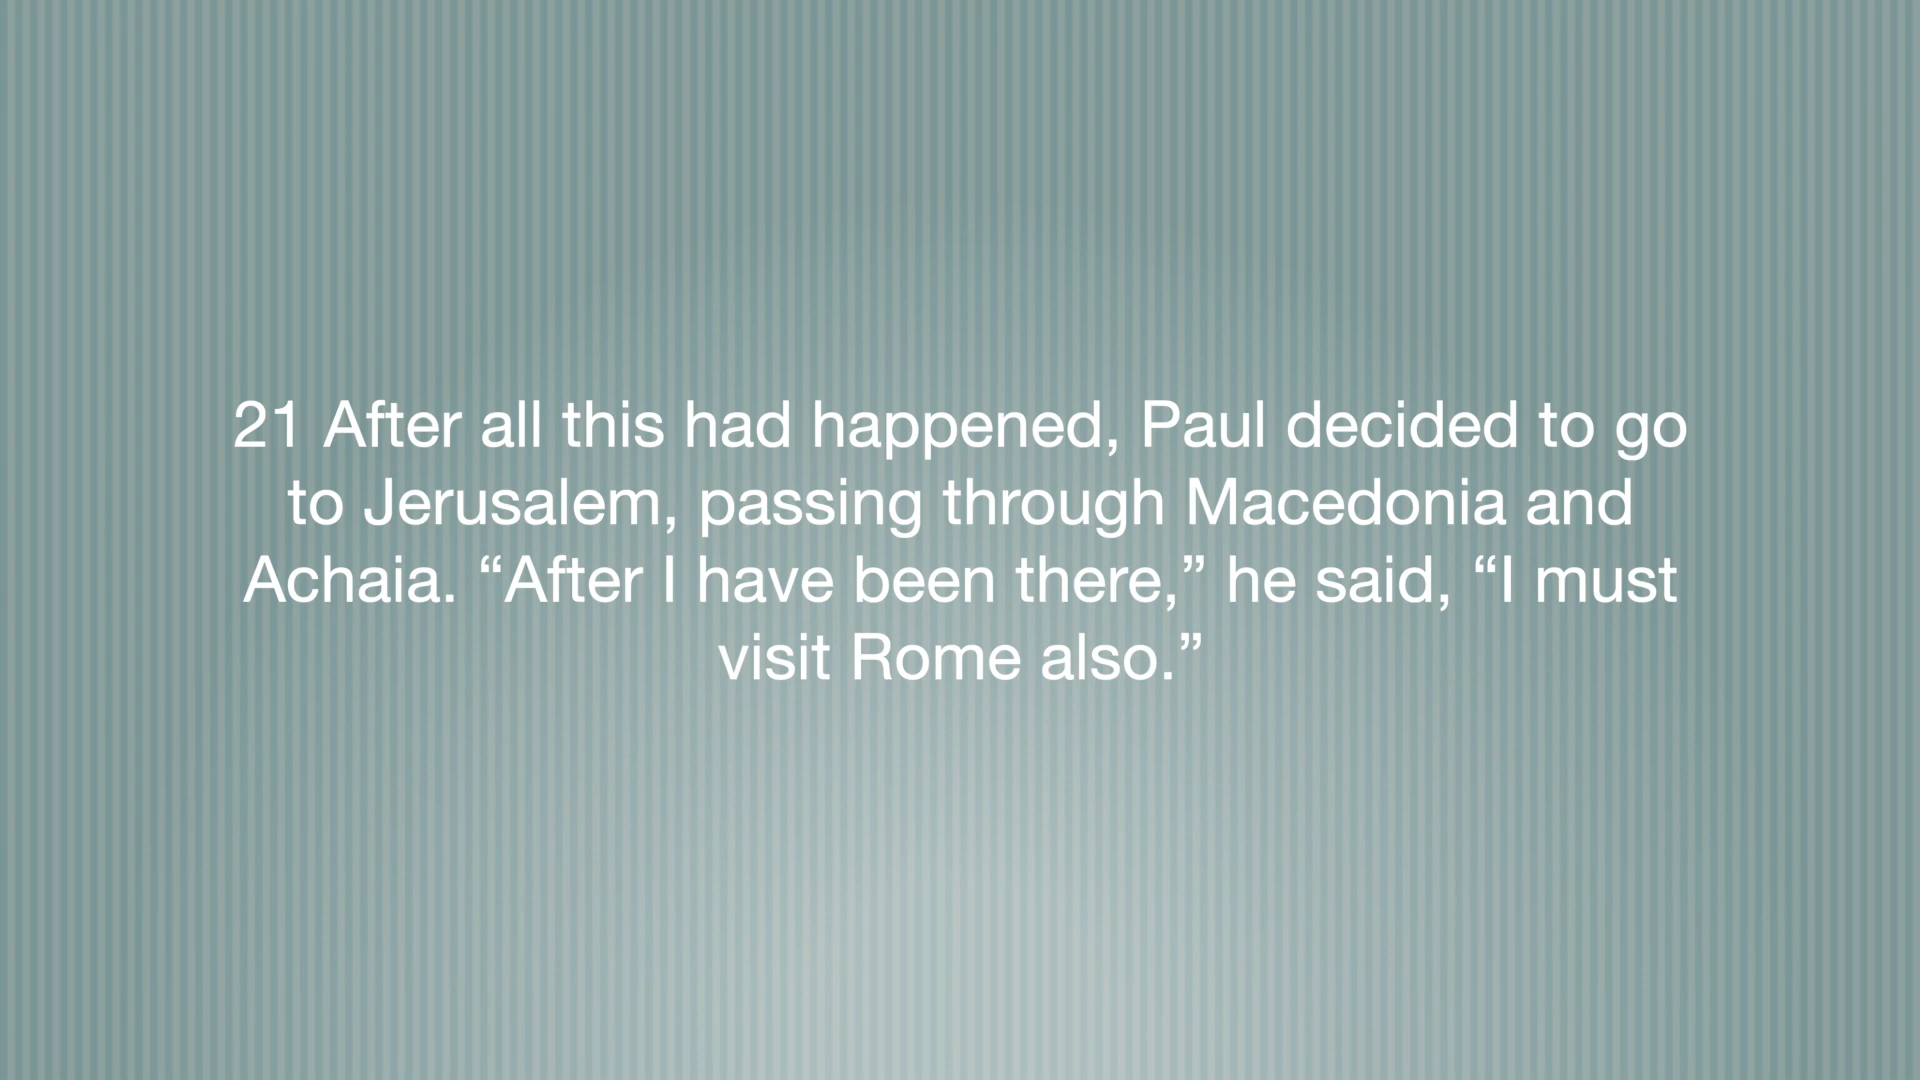 21 After all this had happened, Paul decided to go
to Jerusalem, passing through Macedonia and
Achaia. “After I have been there,” he said, “I must
visit Rome also.”